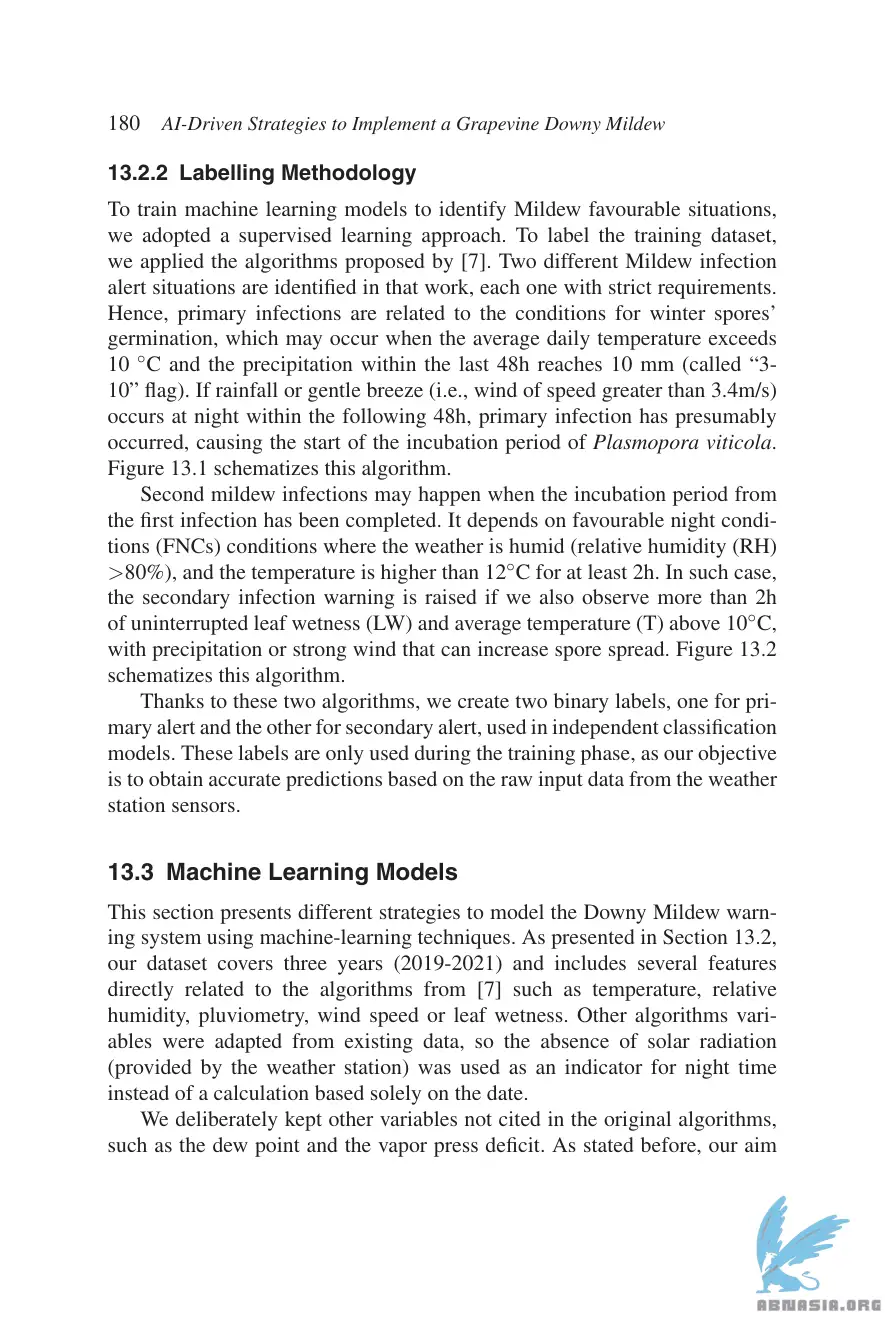 180 AI-Driven Strategies to Implement a Grapevine Downy Mildew
13.2.2 Labelling Methodology
To train machine learning models to identify Mildew favourable situations,
we adopted a supervised learning approach. To label the training dataset,
we applied the algorithms proposed by [7]. Two different Mildew infection
alert situations are identified in that work, each one with strict requirements.
Hence, primary infections are related to the conditions for winter spores’
germination, which may occur when the average daily temperature exceeds
10 °C and the precipitation within the last 48h reaches 10 mm (called “3-
10” flag). If rainfall or gentle breeze (i.e., wind of speed greater than 3.4m/s)
occurs at night within the following 48h, primary infection has presumably
occurred, causing the start of the incubation period of Plasmopora viticola.
Figure 13.1 schematizes this algorithm.
Second mildew infections may happen when the incubation period from
the first infection has been completed. It depends on favourable night condi-
tions (FNCs) conditions where the weather is humid (relative humidity (RH)
>80%), and the temperature is higher than 12°C for at least 2h. In such case,
the secondary infection warning is raised if we also observe more than 2h
of uninterrupted leaf wetness (LW) and average temperature (T) above 10°C,
with precipitation or strong wind that can increase spore spread. Figure 13.2
schematizes this algorithm.
Thanks to these two algorithms, we create two binary labels, one for pri-
mary alert and the other for secondary alert, used in independent classification
models. These labels are only used during the training phase, as our objective
is to obtain accurate predictions based on the raw input data from the weather
station sensors.
13.3 Machine Learning Models
This section presents different strategies to model the Downy Mildew warn-
ing system using machine-learning techniques. As presented in Section 13.2,
our dataset covers three years (2019-2021) and includes several features
directly related to the algorithms from [7] such as temperature, relative
humidity, pluviometry, wind speed or leaf wetness. Other algorithms vari-
ables were adapted from existing data, so the absence of solar radiation
(provided by the weather station) was used as an indicator for night time
instead of a calculation based solely on the date.
We deliberately kept other variables not cited in the original algorithms,
such as the dew point and the vapor press deficit. As stated before, our aim
ABNASIA.ORG